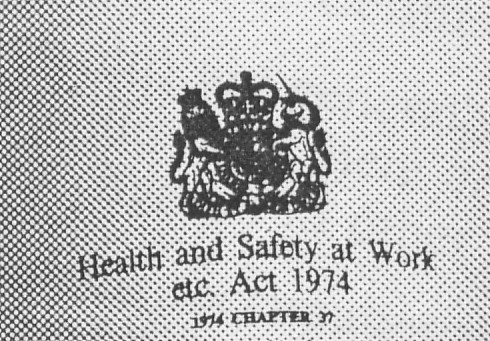 Health and Safety at Work
etc. Act 1974
1974 CHAPTER 37